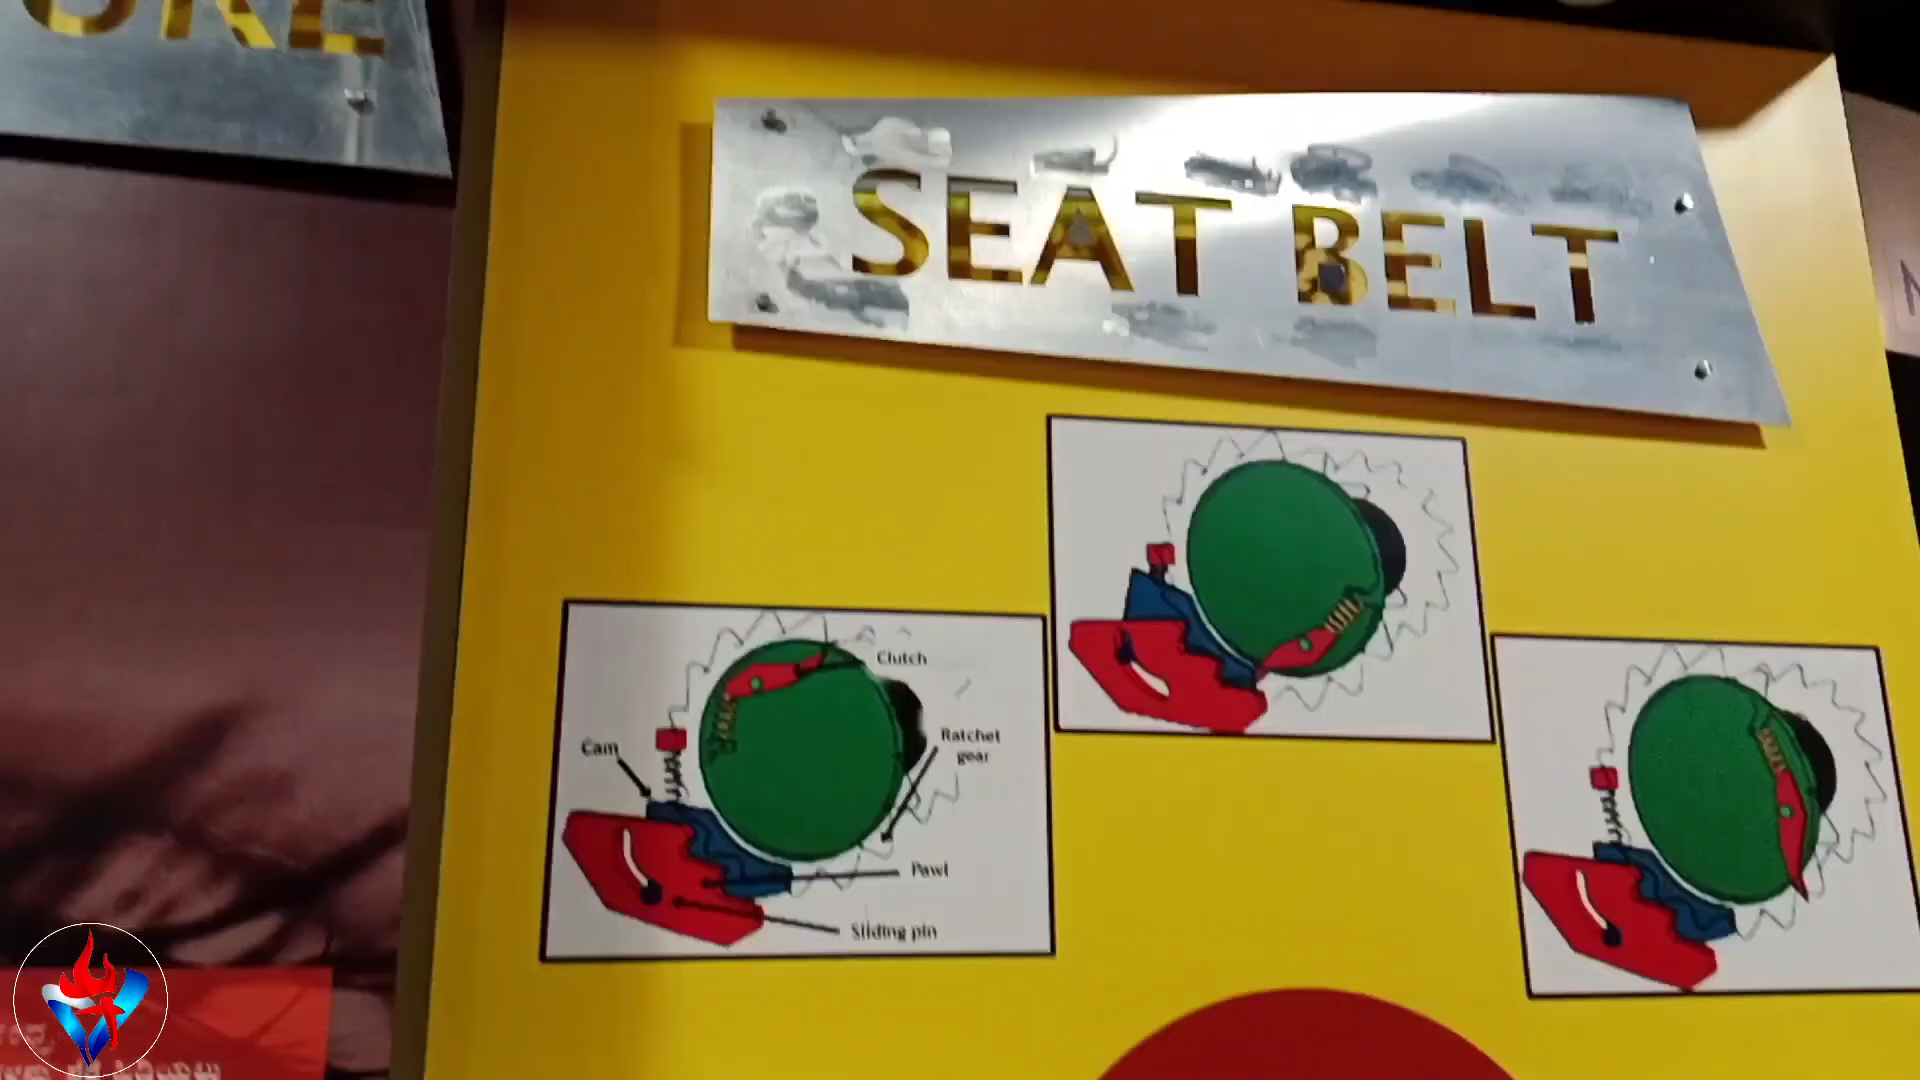 SEAT BELT
Clutch
Ratchet
gear
Cam
Pawl
Sliding pin